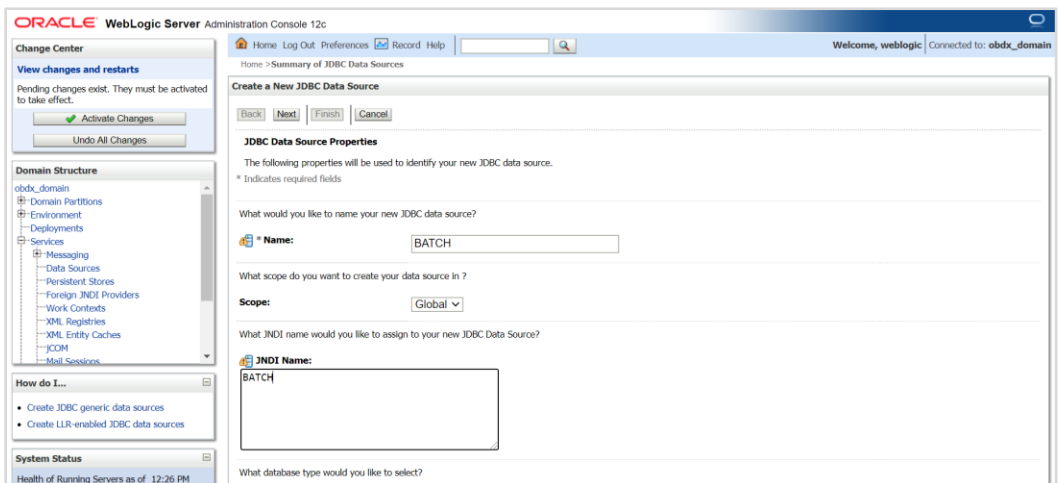 ORACLE WebLogic Server Administration Console 12c
Change Center
View changes and restarts
Pending changes exist. They must be activated
to take effect.
Activate Changes
Undo All Changes
Domain Structure
obdx_domain
Domain Partitions
Environment
Deployments
Services
Messaging
Data Sources
Persistent Stores
Foreign JNDI Providers
Work Contexts
XML Registries
XML Entity Caches
jCOM
Mail Sessions
How do I...
Create JDBC generic data sources
Create LLR-enabled JDBC data sources
System Status
Health of Running Servers as of 12:26 PM
Home Log Out Preferences Record Help
Welcome, weblogic Connected to: obdx_domain
Home >Summary of JDBC Data Sources
Create a New JDBC Data Source
Back Next Finish Cancel
JDBC Data Source Properties
The following properties will be used to identify your new JDBC data source.
* Indicates required fields
What would you like to name your new JDBC data source?
* Name: BATCH
What scope do you want to create your data source in ?
Scope: Global
What JNDI name would you like to assign to your new JDBC Data Source?
JNDI Name:
BATCH
What database type would you like to select?